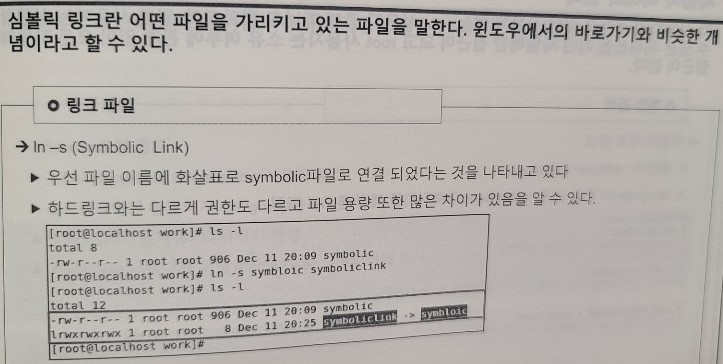 심볼릭 링크란 어떤 파일을 가리키고 있는 파일을 말한다. 윈도우에서의 바로가기와 비슷한 개
념이라고 할 수 있다.
링크 파일
→ ln –s (Symbolic Link)
▶ 우선 파일 이름에 화살표로 symbolic파일로 연결 되었다는 것을 나타내고 있다
▶ 하드링크와는 다르게 권한도 다르고 파일 용량 또한 많은 차이가 있음을 알 수 있다.
[root@localhost work]# ls -l
total 8
-rw-r--r-- 1 root root 906 Dec 11 20:09 symbolic
[root@localhost work]# ln -s symbloic symboliclink
[root@localhost work]# ls -l
total 12
-rw-r--r-- 1 root root 906 Dec 11 20:09 symbolic
lrwxrwxrwx 1 root root 8 Dec 11 20:25 symboliclink -> symbloic
[root@localhost work]#